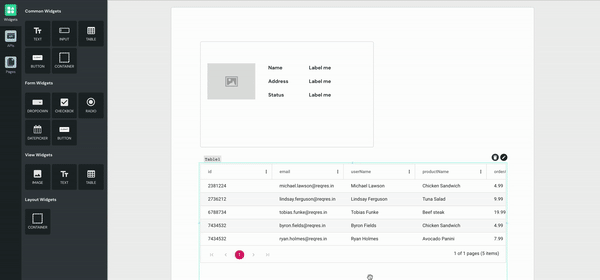 Common Widgets
Widgets
TEXT INPUT TABLE
APIs
Pages
BUTTON CONTAINER
Form Widgets
DROPDOWN CHECKBOX RADIO
DATEPICKER BUTTON
View Widgets
IMAGE TEXT TABLE
Layout Widgets
CONTAINER
Name Label me
Address Label me
Status Label me
Table1
id email userName productName
2381224 michael.lawson@reqres.in Michael Lawson Chicken Sandwich 4.99
2736212 lindsay.ferguson@reqres.in Lindsay Ferguson Tuna Salad 9.99
6788734 tobias.funke@reqres.in Tobias Funke Beef steak 19.99
7434532 byron.fields@reqres.in Byron Fields Chicken Sandwich 4.99
7434532 ryan.holmes@reqres.in Ryan Holmes Avocado Panini 7.99
1 1 of 1 pages (5 items)